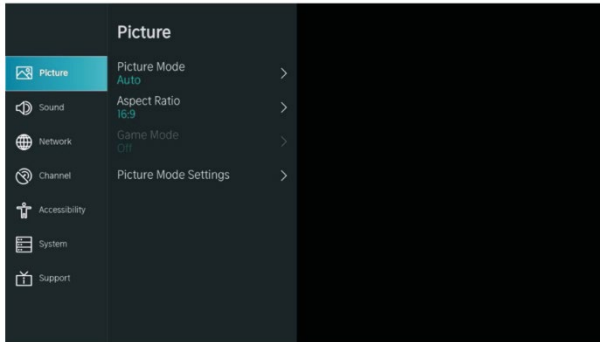 Picture
Picture
Sound
Network
Channel
Accessibility
System
Support
Picture Mode
Auto
Aspect Ratio
16:9
Game Mode
Off
Picture Mode Settings